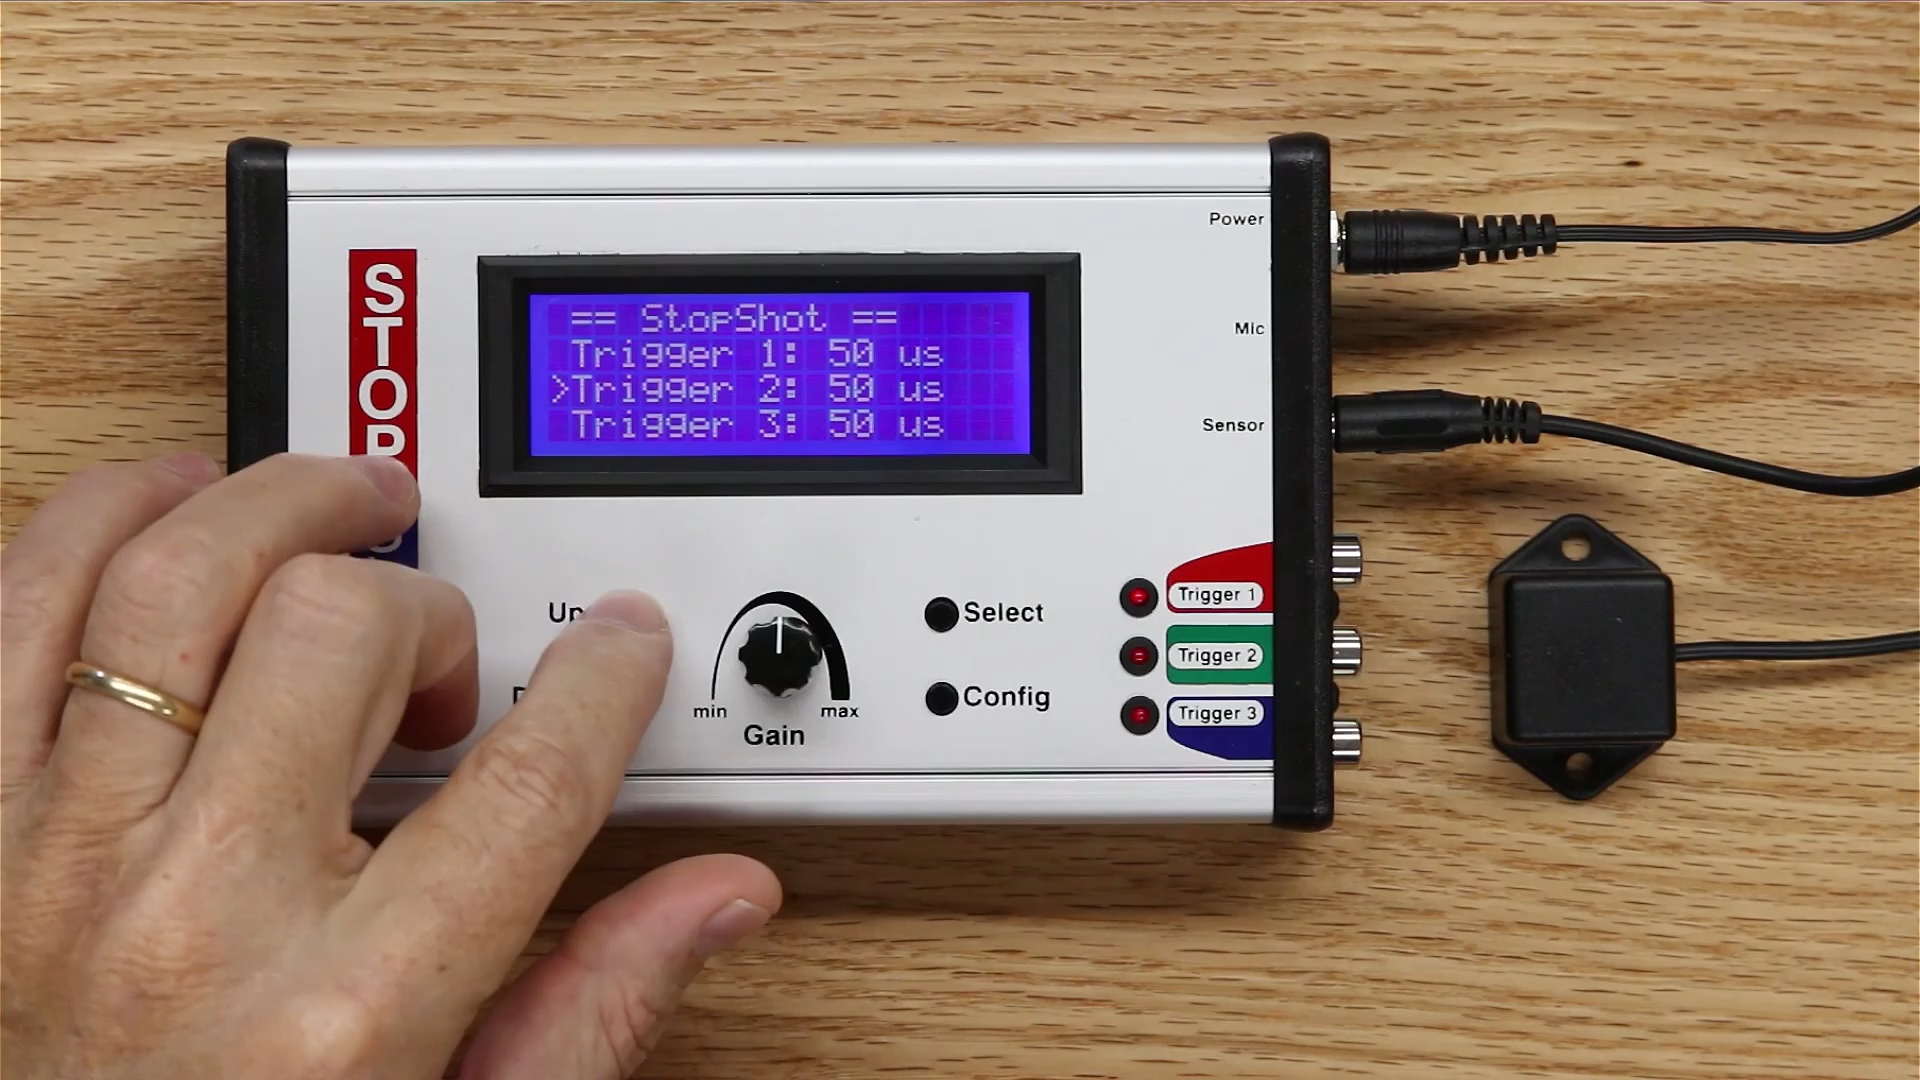 == StopShot ==
Trigger 1: 50 us
>Trigger 2: 50 us
Trigger 3: 50 us
Power
Mic
Sensor
min
max
Gain
Select
Config
Trigger 1
Trigger 2
Trigger 3